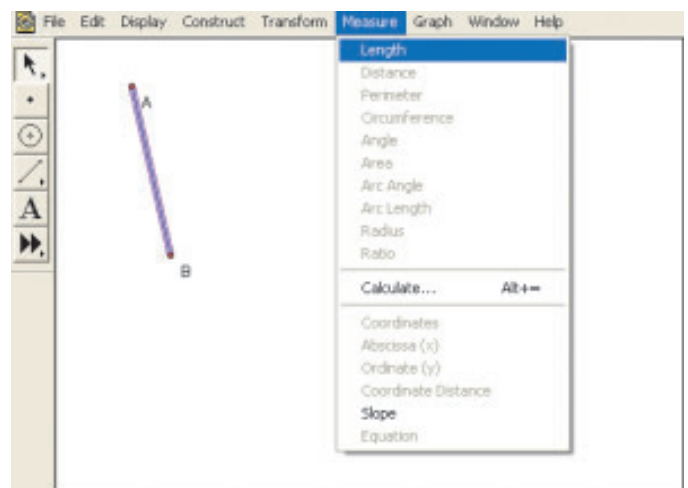 File Edit Display Construct Transform Measure Graph Window Help
Length
Distance
Perimeter
Circumference
Angle
Area
Arc Angle
Arc Length
Radius
Ratio
Calculate... Alt+=
Coordinates
Abscissa (x)
Ordinate (y)
Coordinate Distance
Slope
Equation
A
A
B